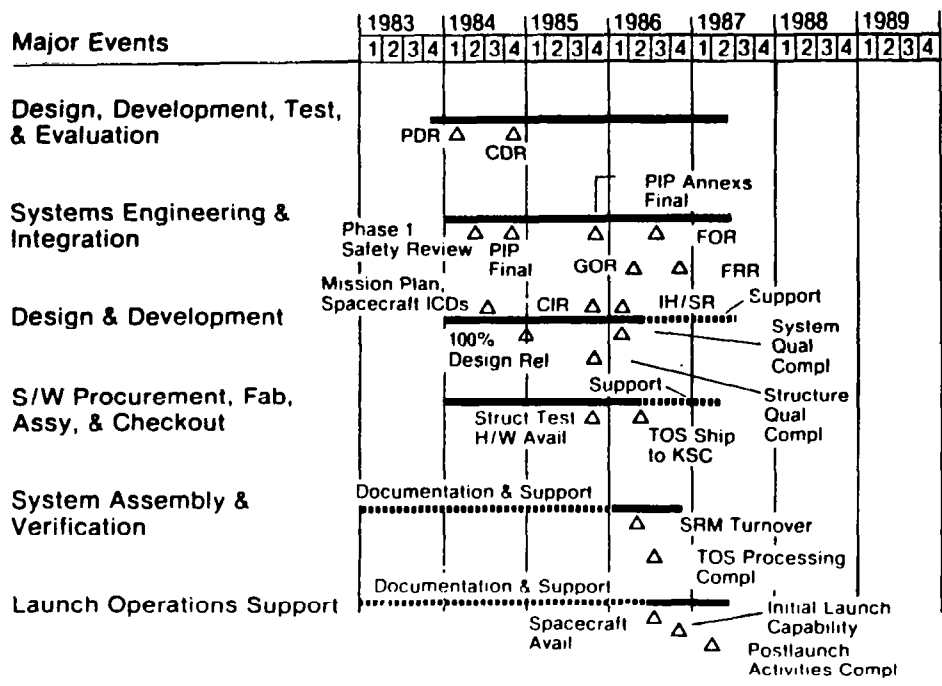 1983 1984 1985 1986 1987 1988 1989
Major Events
1 2 3 4 1 2 3 4 1 2 3 4 1 2 3 4 1 2 3 4 1 2 3 4 1 2 3 4
Design, Development, Test,
& Evaluation
PDR
CDR
PIP Annexs
Final
Systems Engineering &
Integration
Phase 1
Safety Review
PIP
Final
FOR
GOR
FRR
Mission Plan,
Spacecraft ICDs
CIR
IH/SR
Support
Design & Development
100%
Design Rel
System
Qual
Compl
S/W Procurement, Fab,
Assy, & Checkout
Support
Structure
Qual
Compl
Struct Test
H/W Avail
TOS Ship
to KSC
System Assembly &
Verification
Documentation & Support
SRM Turnover
TOS Processing
Compl
Documentation & Support
Launch Operations Support
Spacecraft
Avail
Initial Launch
Capability
Postlaunch
Activities Compl